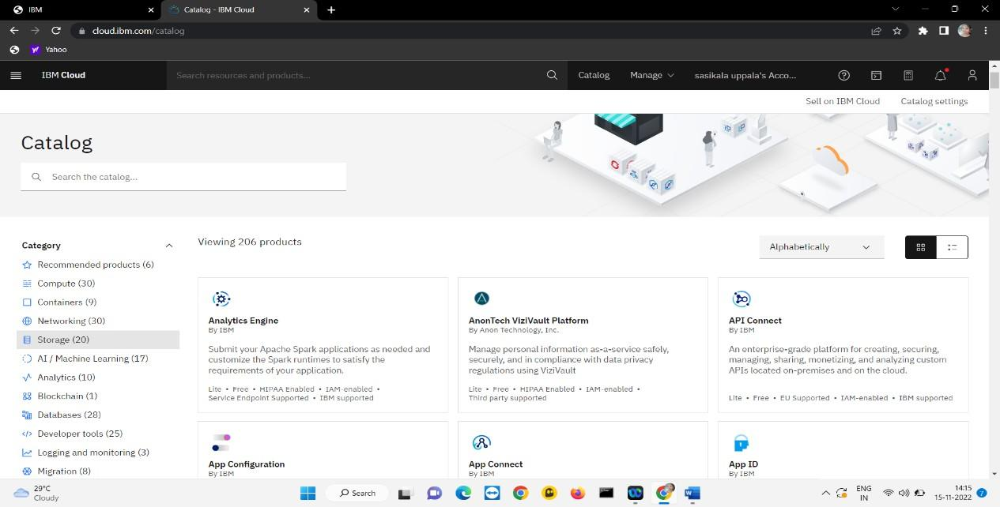 IBM
Catalog - IBM Cloud
cloud.ibm.com/catalog
Yahoo
IBM Cloud
Search resources and products...
Catalog
Manage
sasikala uppala's Acco...
Sell on IBM Cloud
Catalog settings
Catalog
Search the catalog...
Category
Recommended products (6)
Compute (30)
Containers (9)
Networking (30)
Storage (20)
AI / Machine Learning (17)
Analytics (10)
Blockchain (1)
Databases (28)
Developer tools (25)
Logging and monitoring (3)
Migration (8)
Viewing 206 products
Alphabetically
Analytics Engine
By IBM
Submit your Apache Spark applications as needed and
customize the Spark runtimes to satisfy the
requirements of your application.
Lite • Free • HIPAA Enabled • IAM-enabled •
Service Endpoint Supported • IBM supported
AnonTech ViziVault Platform
By Anon Technology, Inc.
Manage personal information as-a-service safely,
securely, and in compliance with data privacy
regulations using ViziVault
Lite • Free • HIPAA Enabled • IAM-enabled •
Third party supported
API Connect
By IBM
An enterprise-grade platform for creating, securing,
managing, sharing, monetizing, and analyzing custom
APIs located on-premises and on the cloud.
Lite • Free • EU Supported • IAM-enabled • IBM supported
App Configuration
By IBM
App Connect
By IBM
App ID
By IBM
29°C
Cloudy
Search
ENG
IN
14:15
15-11-2022
7